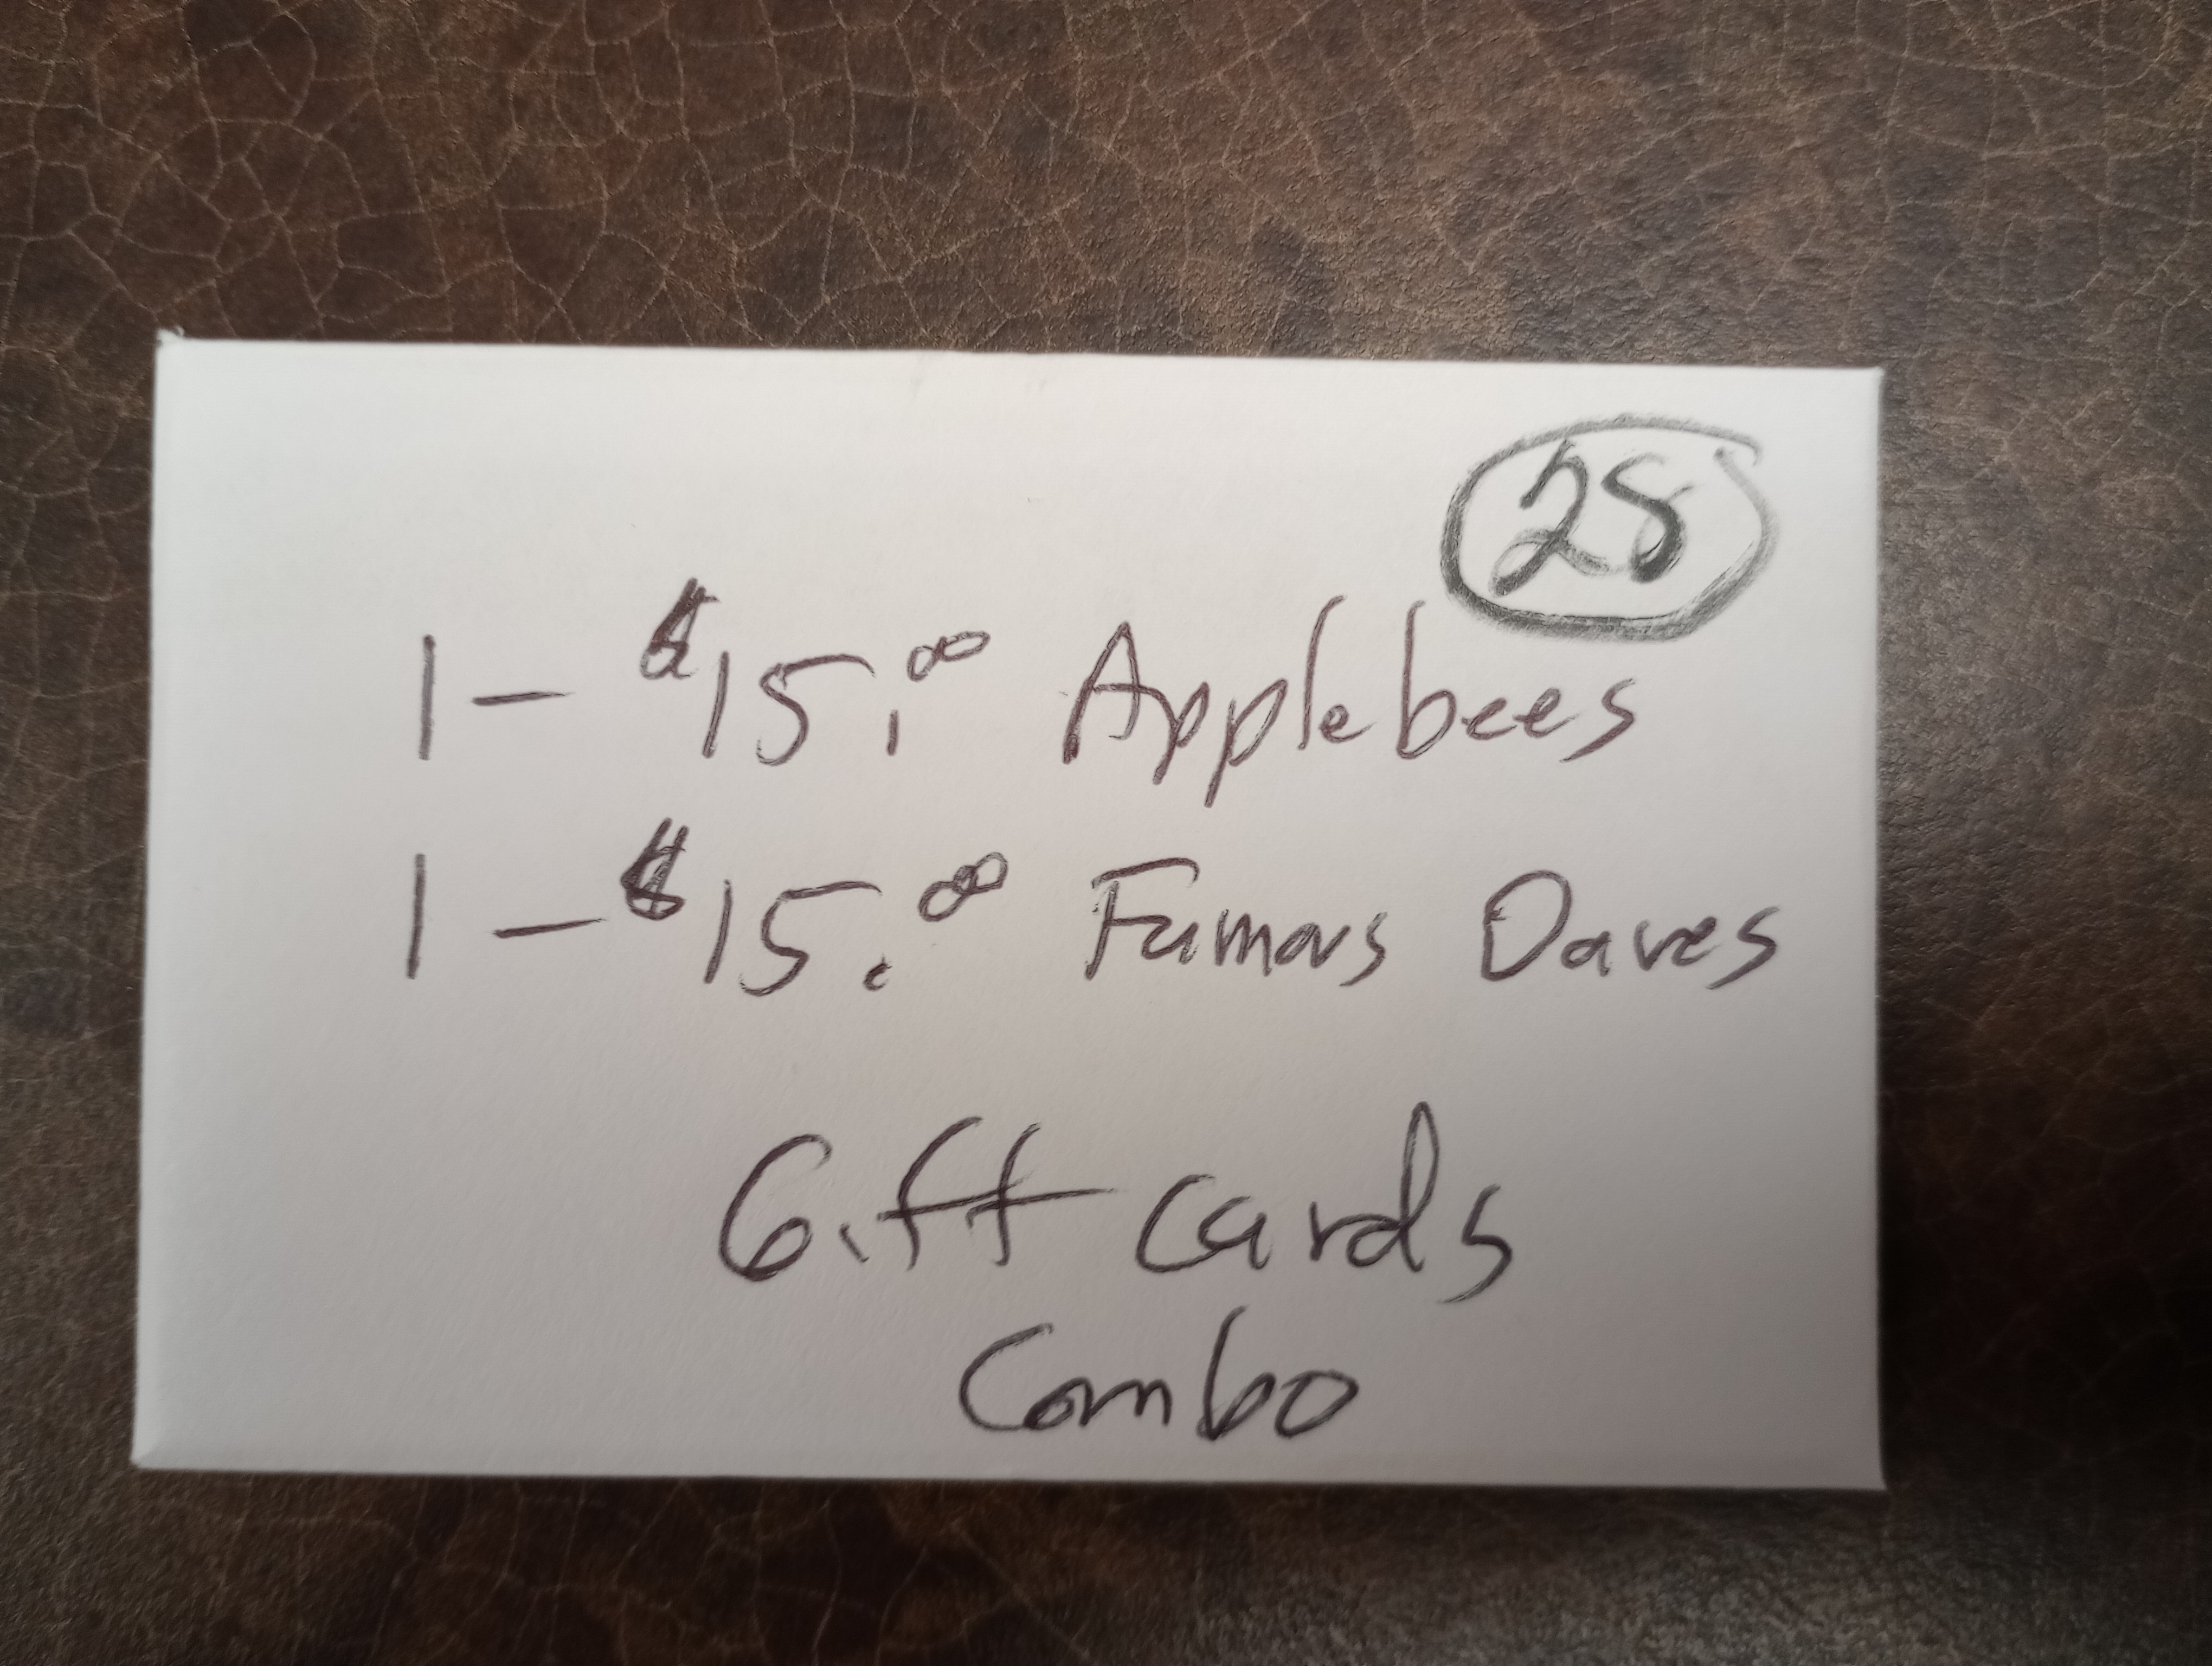 28
1 - $15.00 Applebees
1 - $15.00 Famous Daves
Gift cards
Combo